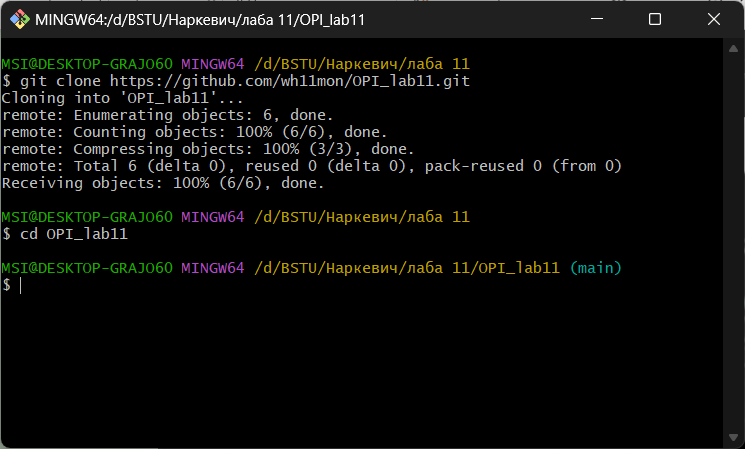 MINGW64:/d/BSTU/Наркевич/лаба 11/OPI_lab11
MSI@DESKTOP-GRAJO60 MINGW64 /d/BSTU/Наркевич/лаба 11
$ git clone https://github.com/wh11mon/OPI_lab11.git
Cloning into 'OPI_lab11'...
remote: Enumerating objects: 6, done.
remote: Counting objects: 100% (6/6), done.
remote: Compressing objects: 100% (3/3), done.
remote: Total 6 (delta 0), reused 0 (delta 0), pack-reused 0 (from 0)
Receiving objects: 100% (6/6), done.
MSI@DESKTOP-GRAJO60 MINGW64 /d/BSTU/Наркевич/лаба 11
$ cd OPI_lab11
MSI@DESKTOP-GRAJO60 MINGW64 /d/BSTU/Наркевич/лаба 11/OPI_lab11 (main)
$